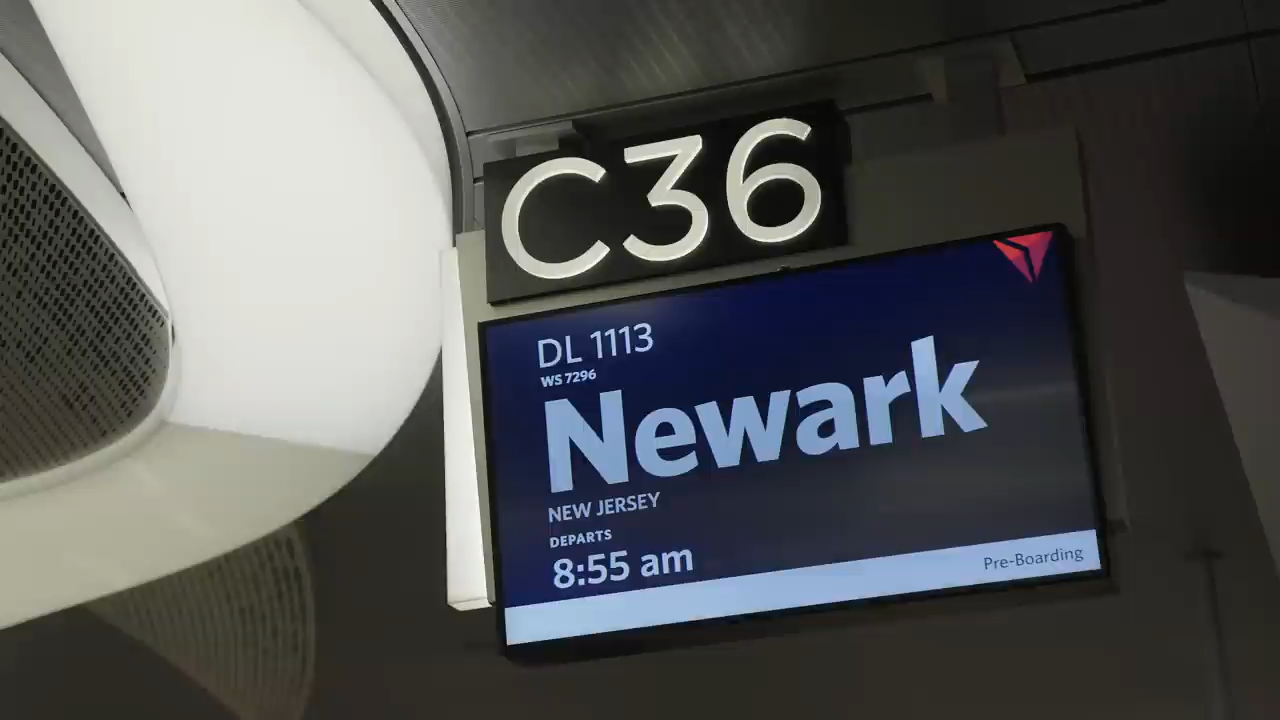 C36
DL 1113
WS 7296
Newark
NEW JERSEY
DEPARTS
8:55 am
Pre-Boarding